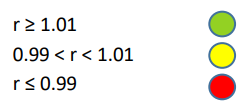 r ≥ 1.01
0.99 < r < 1.01
r ≤ 0.99